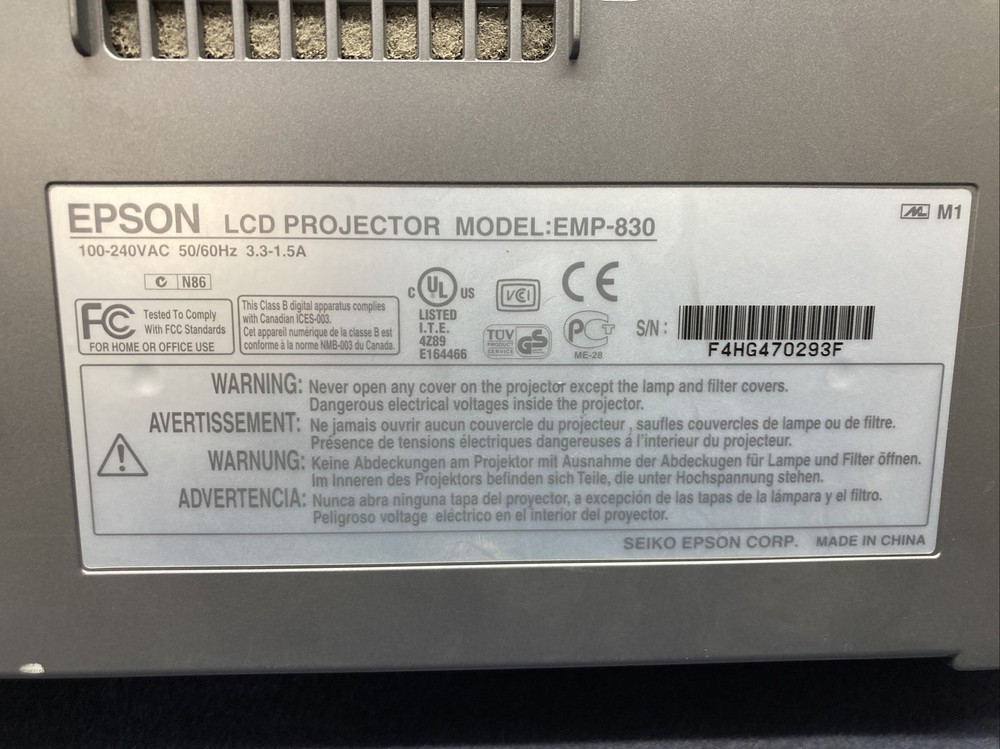 EPSON LCD PROJECTOR MODEL:EMP-830
M1
100-240VAC 50/60Hz 3.3-1.5A
N86
FC
Tested To Comply
With FCC Standards
FOR HOME OR OFFICE USE
This Class B digital apparatus complies
with Canadian ICES-003.
Cet appareil numérique de la classe B est
conforme à la norme NMB-003 du Canada.
C UL US
LISTED
I.T.E.
4Z89
E164466
VCI
CE
TUV
PRODUCT
SERVICE
GS
PCT
ME-28
S/N :
F4HG470293F
WARNING: Never open any cover on the projector except the lamp and filter covers.
Dangerous electrical voltages inside the projector.
AVERTISSEMENT: Ne jamais ouvrir aucun couvercle du projecteur , saufles couvercles de lampe ou de filtre.
Présence de tensions électriques dangereuses á l'interieur du projecteur.
WARNUNG: Keine Abdeckungen am Projektor mit Ausnahme der Abdeckugen für Lampe und Filter öffnen.
Im Inneren des Projektors befinden sich Teile, die unter Hochspannung stehen.
ADVERTENCIA: Nunca abra ninguna tapa del proyector, a excepción de las tapas de la lámpara y el filtro.
Peligroso voltage eléctrico en el interior del proyector.
SEIKO EPSON CORP. MADE IN CHINA